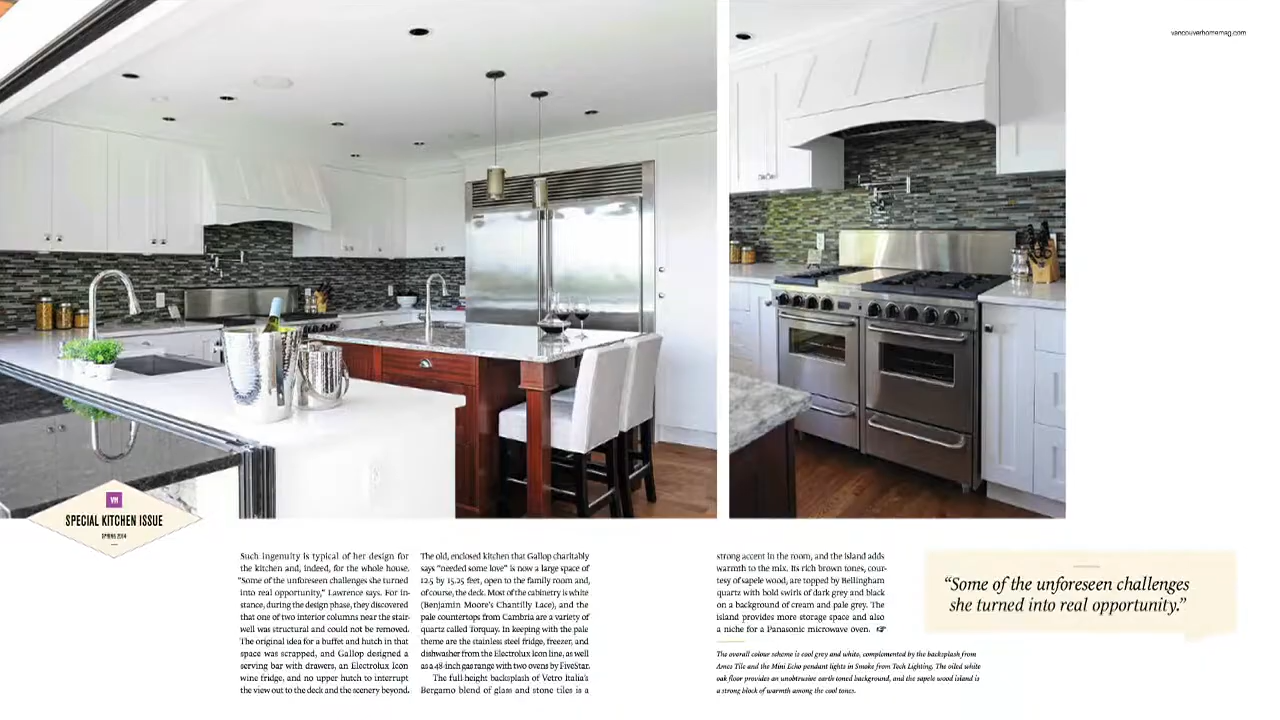 vancouverhomemag.com
VH
SPECIAL KITCHEN ISSUE
SPRING 2014
Such ingenuity is typical of her design for
the kitchen and, indeed, for the whole house.
“Some of the unforeseen challenges she turned
into real opportunity,” Lawrence says. For in-
stance, during the design phase, they discovered
that one of two interior columns near the stair-
well was structural and could not be removed.
The original idea for a buffet and hutch in that
space was scrapped, and Gallop designed a
serving bar with drawers, an Electrolux Icon
wine fridge, and no upper hutch to interrupt
the view out to the deck and the scenery beyond.
The old, enclosed kitchen that Gallop charitably
says “needed some love” is now a large space of
12.5 by 15.25 feet, open to the family room and,
of course, the deck. Most of the cabinetry is white
(Benjamin Moore’s Chantilly Lace), and the
pale countertops from Cambria are a variety of
quartz called Torquay. In keeping with the pale
theme are the stainless steel fridge, freezer, and
dishwasher from the Electrolux Icon line, as well
as a 48-inch gas range with two ovens by FiveStar.
The full-height backsplash of Vetro Italia’s
Bergamo blend of glass and stone tiles is a
strong accent in the room, and the island adds
warmth to the mix. Its rich brown tones, cour-
tesy of sapele wood, are topped by Bellingham
quartz with bold swirls of dark grey and black
on a background of cream and pale grey. The
island provides more storage space and also
a niche for a Panasonic microwave oven.
The overall colour scheme is cool grey and white, complemented by the backsplash from
Ames Tile and the Mini Echo pendant lights in Smoke from Tech Lighting. The oiled white
oak floor provides an unobtrusive earth toned background, and the sapele wood island is
a strong block of warmth among the cool tones.
“Some of the unforeseen challenges
she turned into real opportunity.”